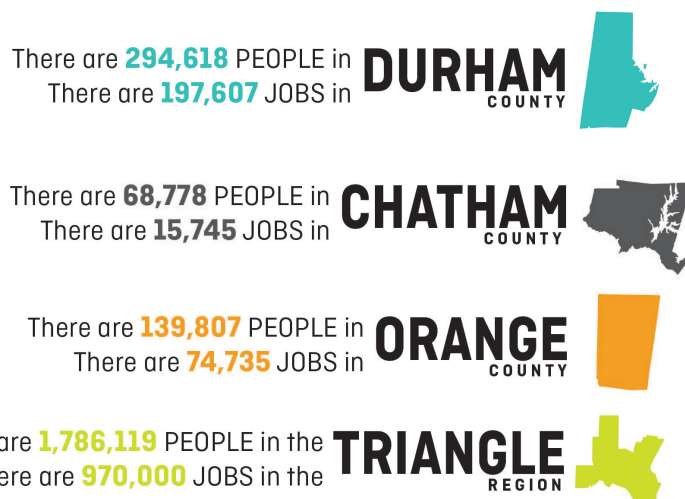 There are 294,618 PEOPLE in
There are 197,607 JOBS in
DURHAM
COUNTY
There are 68,778 PEOPLE in
There are 15,745 JOBS in
CHATHAM
COUNTY
There are 139,807 PEOPLE in
There are 74,735 JOBS in
ORANGE
COUNTY
are 1,786,119 PEOPLE in the
ere are 970,000 JOBS in the
TRIANGLE
REGION